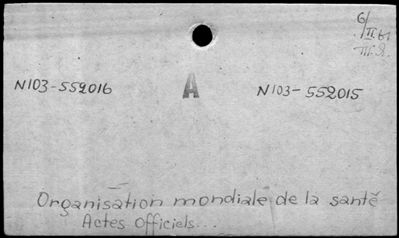 6/II.61
N103-552016 A N103-552015
Organisation mondiale de la santé
Actes Officiels...